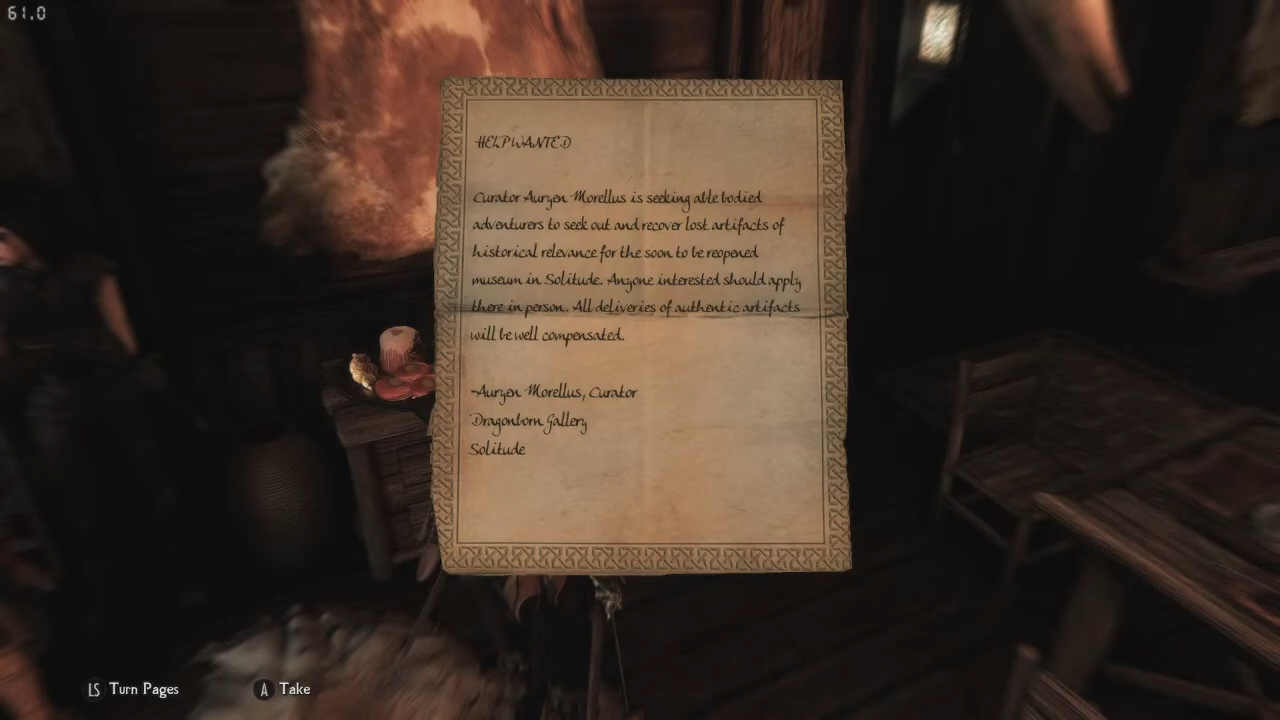 61.0
HELP WANTED
Curator Auryen Morellus is seeking able bodied
adventurers to seek out and recover lost artifacts of
historical relevance for the soon to be reopened
museum in Solitude. Anyone interested should apply
there in person. All deliveries of authentic artifacts
will be well compensated.
-Auryen Morellus, Curator
Dragonborn Gallery
Solitude
LS Turn Pages
A Take